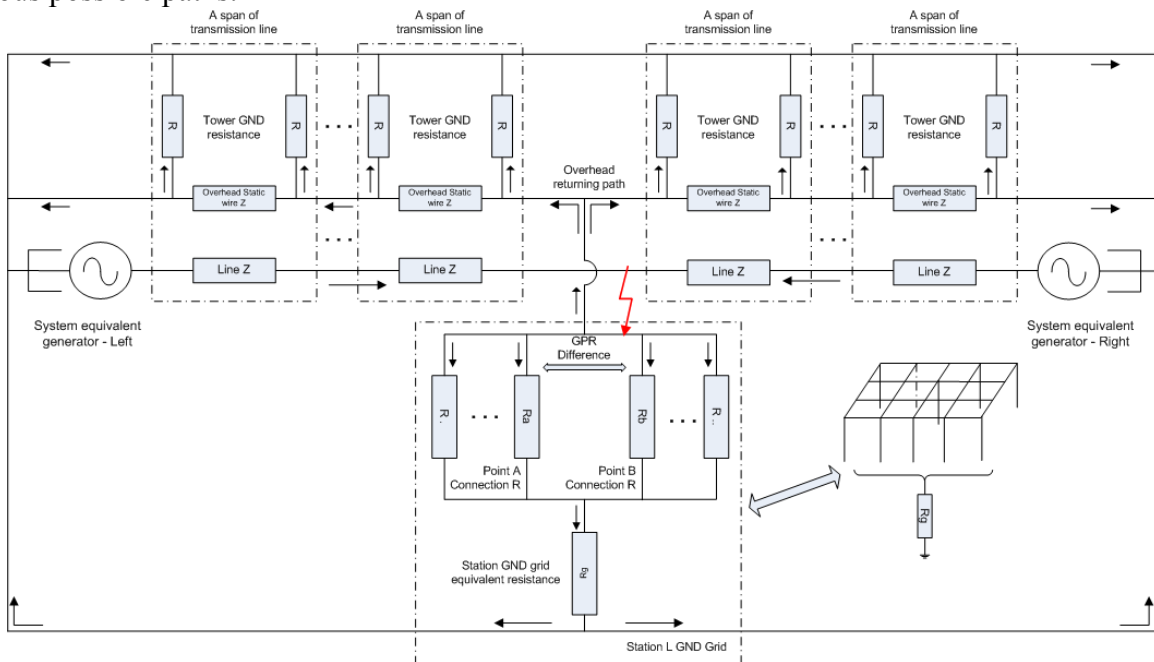 ous possible paths.
A span of
transmission line
A span of
transmission line
A span of
transmission line
A span of
transmission line
R
Tower GND
resistance
R
R
Tower GND
resistance
R
R
Tower GND
resistance
R
R
Tower GND
resistance
R
Overhead Static
wire Z
Overhead Static
wire Z
Overhead
returning path
Overhead Static
wire Z
Overhead Static
wire Z
Line Z
Line Z
Line Z
Line Z
System equivalent
generator - Left
System equivalent
generator - Right
GPR
Difference
R..
Ra
Rb
R...
Point A
Connection R
Point B
Connection R
Rg
Station GND grid
equivalent resistance
Rg
Station L GND Grid